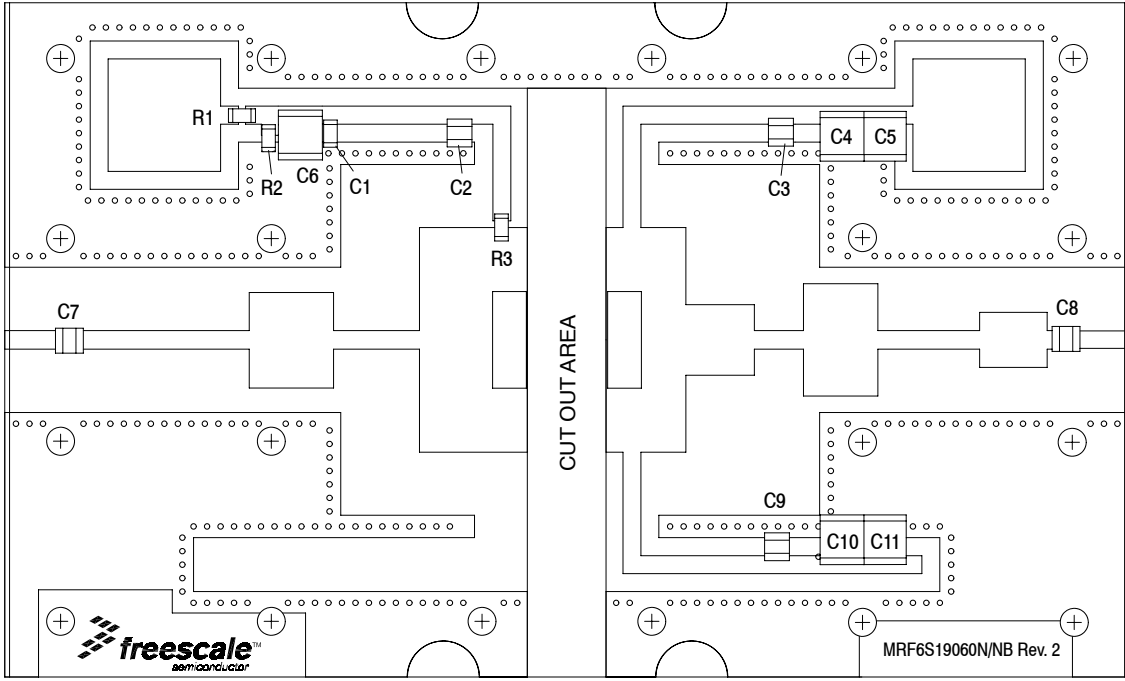 R1
R2
C6
C1
C2
R3
C3
C4
C5
C7
C8
CUT OUT AREA
C9
C10
C11
freescale™
semiconductor
MRF6S19060N/NB Rev. 2